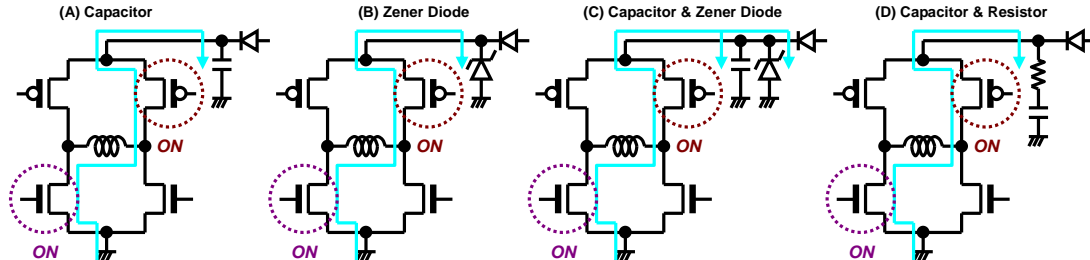 (A) Capacitor
(B) Zener Diode
(C) Capacitor & Zener Diode
(D) Capacitor & Resistor
ON
ON
ON
ON
ON
ON
ON
ON